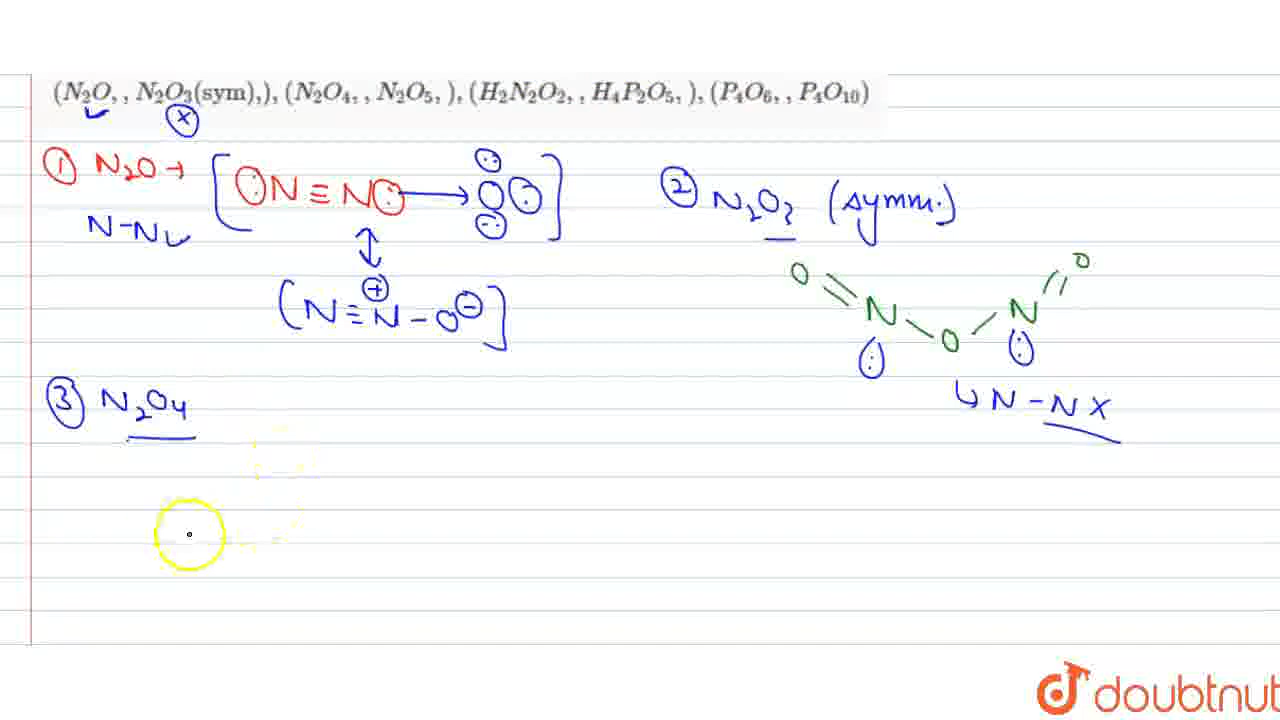 (N₂O, , N₂O₃(sym),), (N₂O₄, , N₂O₅, ), (H₂N₂O₂, , H₄P₂O₅, ), (P₄O₆, , P₄O₁₀)
✓ ⓧ
① N₂O → [:N ≡ N: → O]
N-N ✓
↕
(N ≡ N⊕ - O⊖]
② N₂O₃ (symm.)
O = N - O - N = O
↳ N - N X
③ N₂O₄
doubtnut